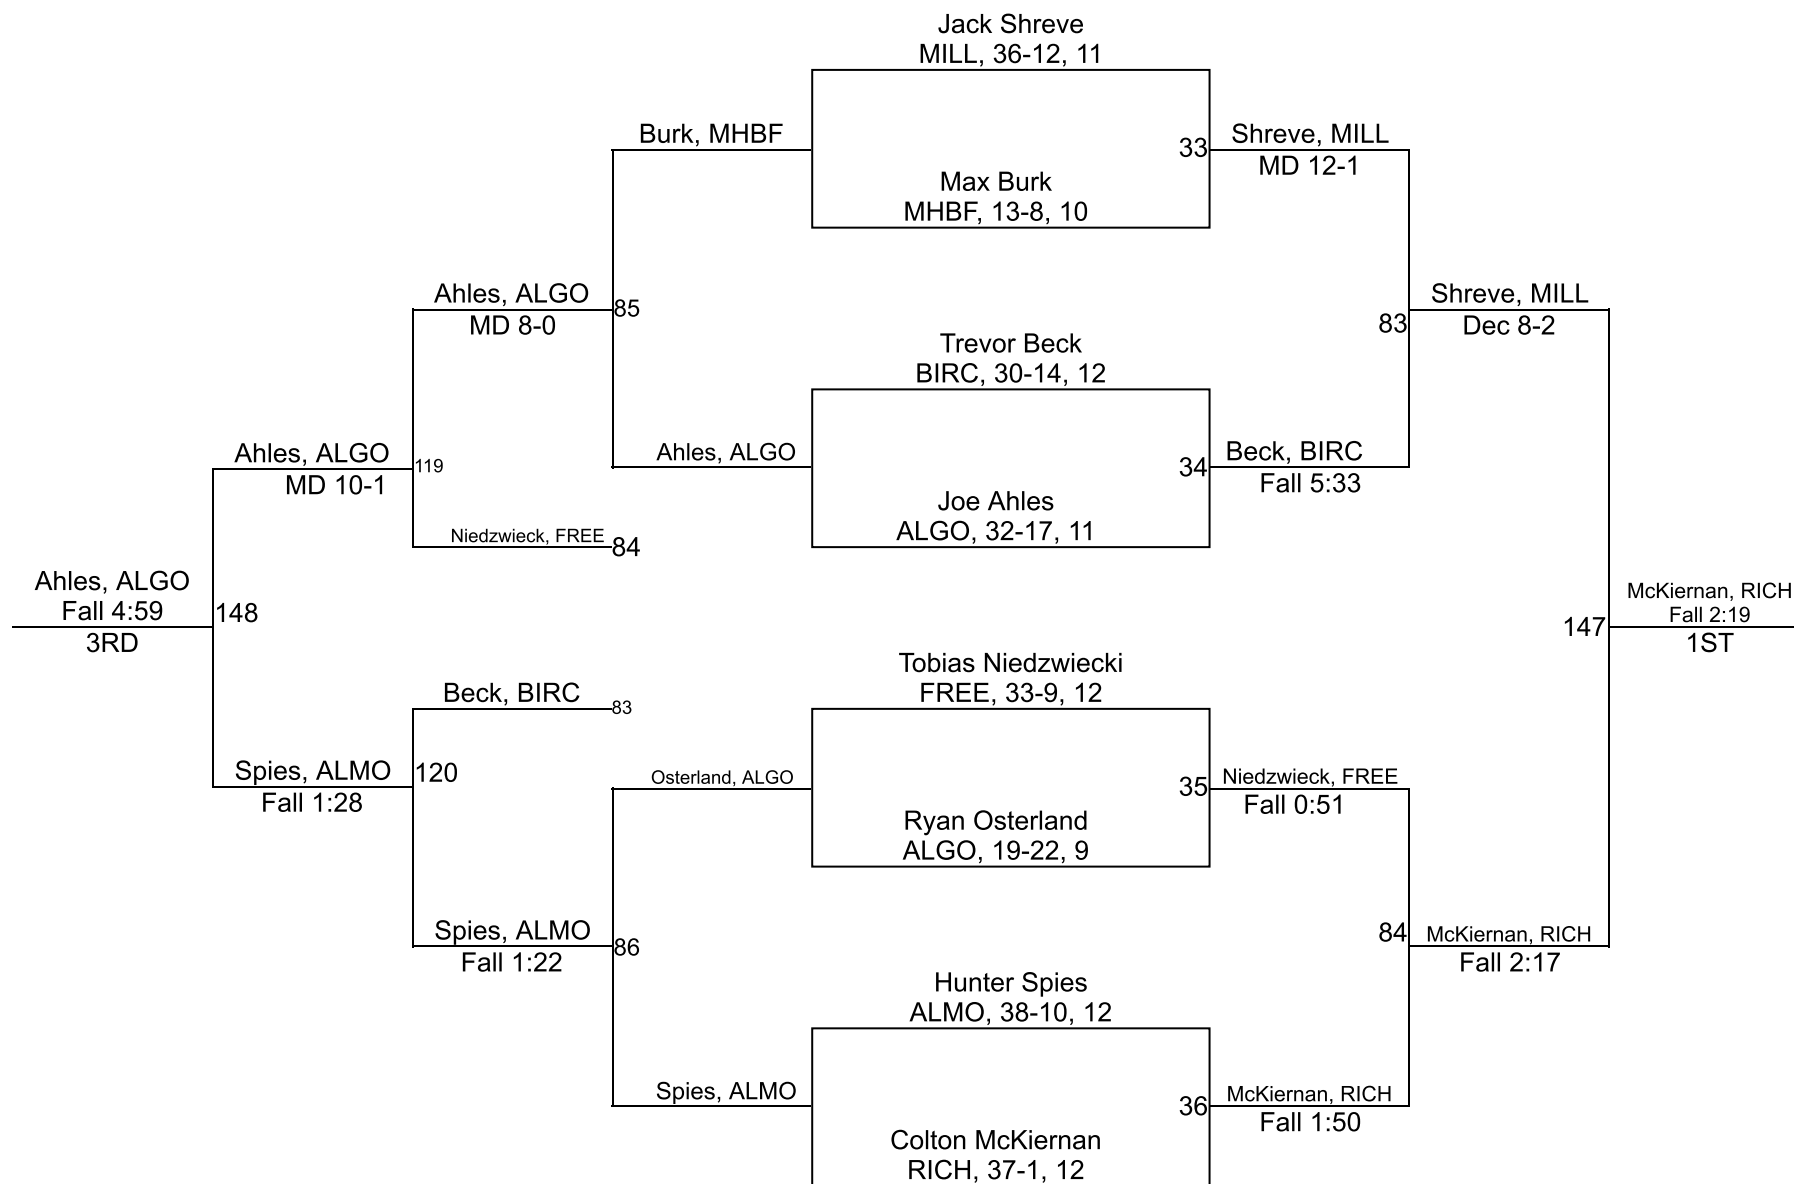 Jack Shreve
MILL, 36-12, 11
Burk, MHBF
33
Shreve, MILL
MD 12-1
Max Burk
MHBF, 13-8, 10
Ahles, ALGO
MD 8-0
85
83
Shreve, MILL
Dec 8-2
Trevor Beck
BIRC, 30-14, 12
Ahles, ALGO
MD 10-1
119
Ahles, ALGO
34
Beck, BIRC
Fall 5:33
Joe Ahles
ALGO, 32-17, 11
Niedzwieck, FREE
84
Ahles, ALGO
Fall 4:59
3RD
148
147
McKiernan, RICH
Fall 2:19
1ST
Tobias Niedzwiecki
FREE, 33-9, 12
Beck, BIRC
83
Spies, ALMO
Fall 1:28
120
Osterland, ALGO
35
Niedzwieck, FREE
Fall 0:51
Ryan Osterland
ALGO, 19-22, 9
Spies, ALMO
Fall 1:22
86
84
McKiernan, RICH
Fall 2:17
Hunter Spies
ALMO, 38-10, 12
Spies, ALMO
36
McKiernan, RICH
Fall 1:50
Colton McKiernan
RICH, 37-1, 12